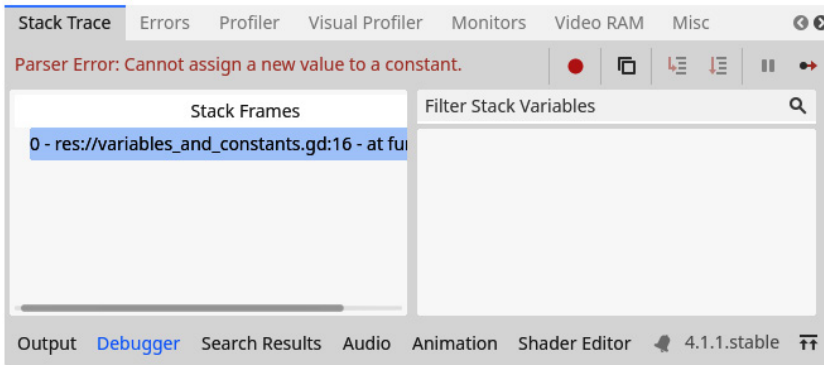 Stack Trace Errors Profiler Visual Profiler Monitors Video RAM Misc
Parser Error: Cannot assign a new value to a constant.
Stack Frames
Filter Stack Variables
0 - res://variables_and_constants.gd:16 - at fu
Output Debugger Search Results Audio Animation Shader Editor 4.1.1.stable